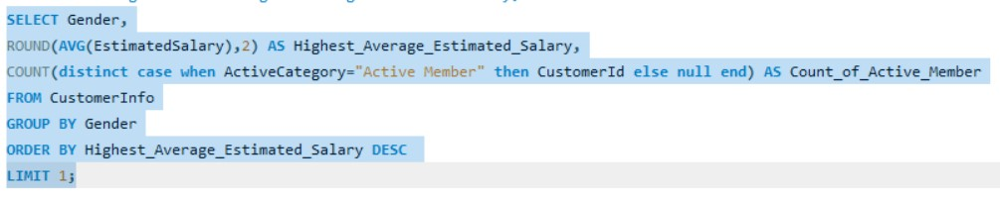 SELECT Gender,
ROUND(AVG(EstimatedSalary),2) AS Highest_Average_Estimated_Salary,
COUNT(distinct case when ActiveCategory="Active Member" then CustomerId else null end) AS Count_of_Active_Member
FROM CustomerInfo
GROUP BY Gender
ORDER BY Highest_Average_Estimated_Salary DESC
LIMIT 1;